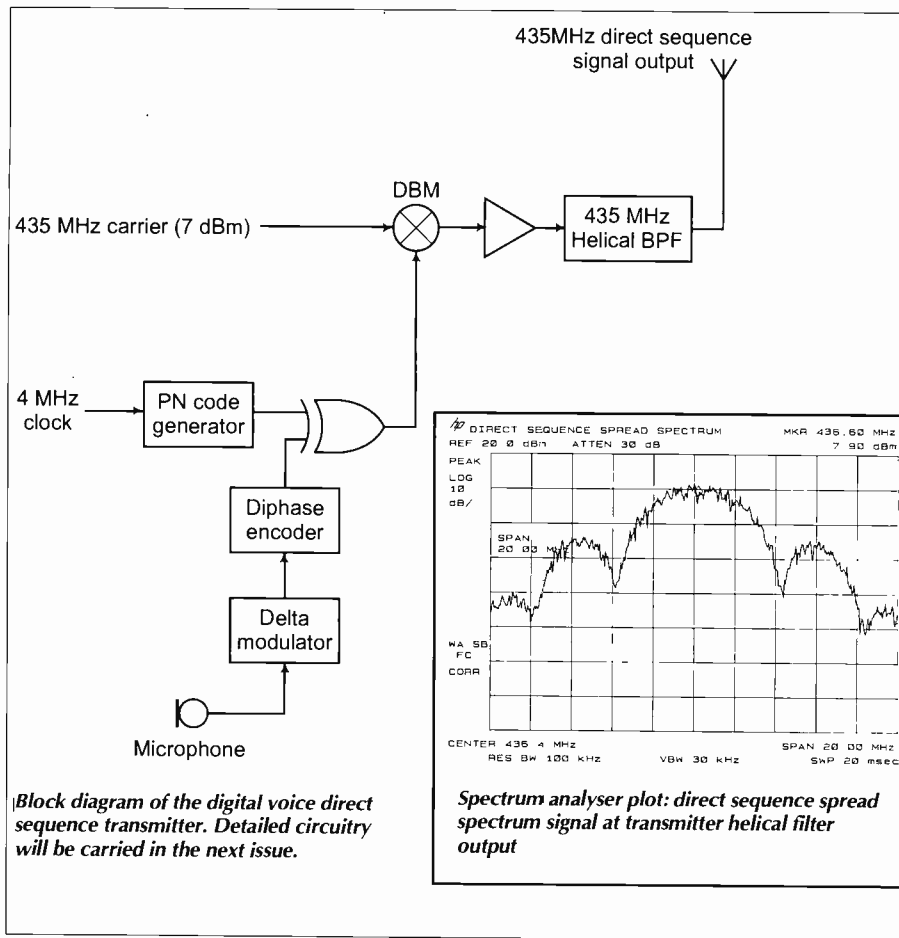 435MHz direct sequence
signal output
DBM
435 MHz carrier (7 dBm)
435 MHz
Helical BPF
4 MHz
clock
PN code
generator
Diphase
encoder
Delta
modulator
Microphone
Block diagram of the digital voice direct
sequence transmitter. Detailed circuitry
will be carried in the next issue.
hp DIRECT SEQUENCE SPREAD SPECTRUM MKR 436.60 MHz
REF 20 0 dBm ATTEN 30 dB 7 90 dBm
PEAK
LOG
10
dB/
SPAN
20 00 MHz
WA SB
FC
CORR
CENTER 436 4 MHz SPAN 20 00 MHz
RES BW 100 kHz VBW 30 kHz SWP 20 msec
Spectrum analyser plot: direct sequence spread
spectrum signal at transmitter helical filter
output